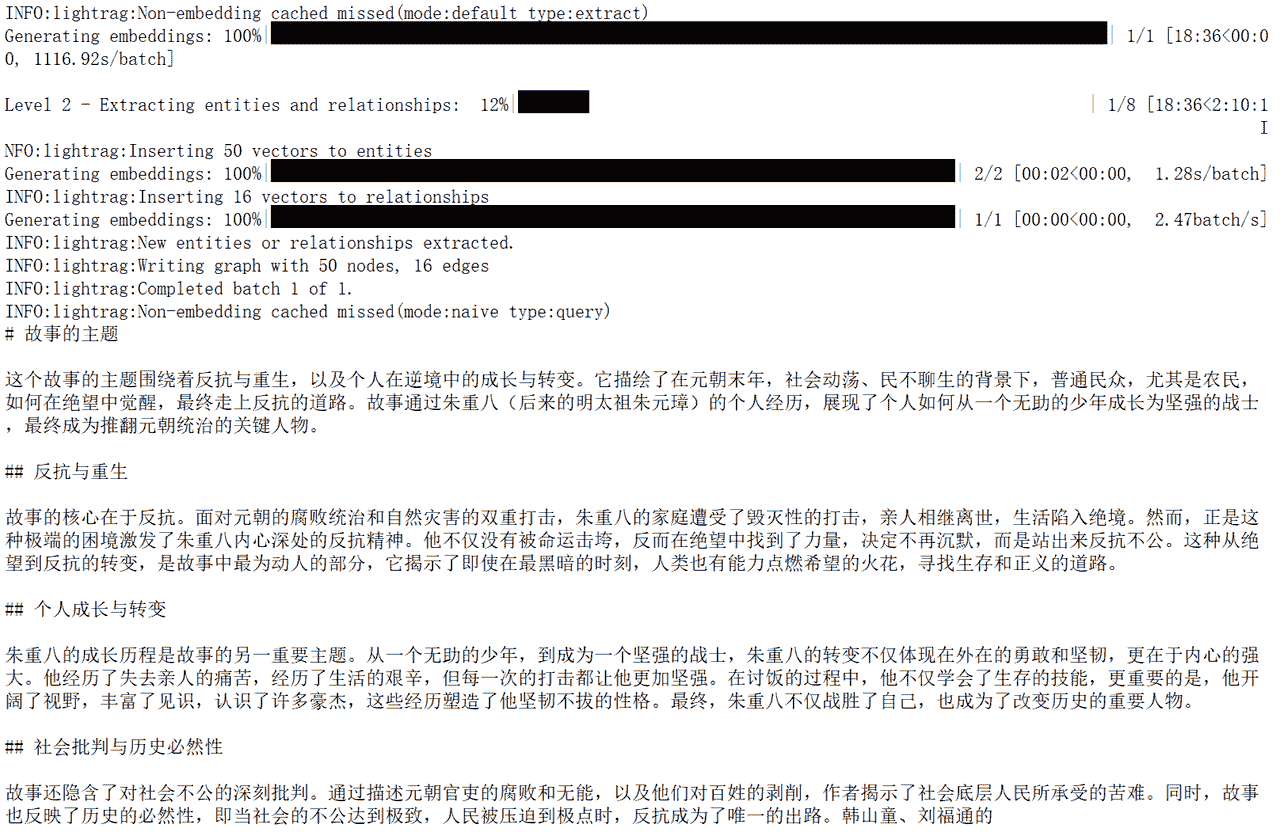 INFO:lightrag:Non-embedding cached missed(mode:default type:extract)
Generating embeddings: 100%| | 1/1 [18:36<00:0
0, 1116.92s/batch]
Level 2 - Extracting entities and relationships: 12%| | 1/8 [18:36<2:10:1
I
NFO:lightrag:Inserting 50 vectors to entities
Generating embeddings: 100%| | 2/2 [00:02<00:00, 1.28s/batch]
INFO:lightrag:Inserting 16 vectors to relationships
Generating embeddings: 100%| | 1/1 [00:00<00:00, 2.47batch/s]
INFO:lightrag:New entities or relationships extracted.
INFO:lightrag:Writing graph with 50 nodes, 16 edges
INFO:lightrag:Completed batch 1 of 1.
INFO:lightrag:Non-embedding cached missed(mode:naive type:query)
# 故事的主题
这个故事的主题围绕着反抗与重生，以及个人在逆境中的成长与转变。它描绘了在元朝末年，社会动荡、民不聊生的背景下，普通民众，尤其是农民，
如何在绝望中觉醒，最终走上反抗的道路。故事通过朱重八（后来的明太祖朱元璋）的个人经历，展现了个人如何从一个无助的少年成长为坚强的战士
，最终成为推翻元朝统治的关键人物。
## 反抗与重生
故事的核心在于反抗。面对元朝的腐败统治和自然灾害的双重打击，朱重八的家庭遭受了毁灭性的打击，亲人相继离世，生活陷入绝境。然而，正是这
种极端的困境激发了朱重八内心深处的反抗精神。他不仅没有被命运击垮，反而在绝望中找到了力量，决定不再沉默，而是站出来反抗不公。这种从绝
望到反抗的转变，是故事中最为动人的部分，它揭示了即使在最黑暗的时刻，人类也有能力点燃希望的火花，寻找生存和正义的道路。
## 个人成长与转变
朱重八的成长历程是故事的另一重要主题。从一个无助的少年，到成为一个坚强的战士，朱重八的转变不仅体现在外在的勇敢和坚韧，更在于内心的强
大。他经历了失去亲人的痛苦，经历了生活的艰辛，但每一次的打击都让他更加坚强。在讨饭的过程中，他不仅学会了生存的技能，更重要的是，他开
阔了视野，丰富了见识，认识了许多豪杰，这些经历塑造了他坚韧不拔的性格。最终，朱重八不仅战胜了自己，也成为了改变历史的重要人物。
## 社会批判与历史必然性
故事还隐含了对社会不公的深刻批判。通过描述元朝官吏的腐败和无能，以及他们对百姓的剥削，作者揭示了社会底层人民所承受的苦难。同时，故事
也反映了历史的必然性，即当社会的不公达到极致，人民被压迫到极点时，反抗成为了唯一的出路。韩山童、刘福通的